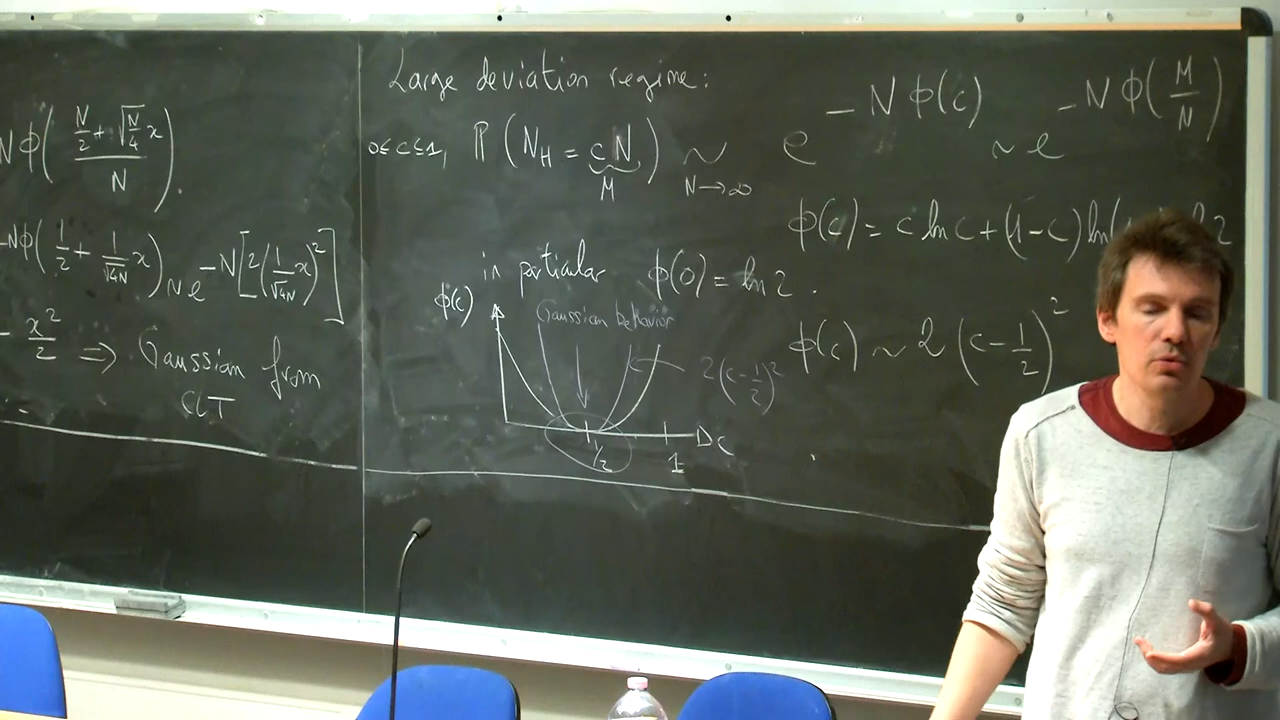 Nϕ((N/2 + √(N/4) x)/N).
-Nϕ(1/2 + 1/√(4N) x) ~ e^{-N[2(1/√(4N) x)^2]}
- x^2/2 ⇒ Gaussian from
CLT
Large deviation regime:
0≤c≤1, P(N_H = cN) ~ e^{-Nϕ(c)} ~ e^{-Nϕ(M/N)}
M N→∞
ϕ(c) = c ln c + (1-c) ln( 2
in particular ϕ(0) = ln 2.
ϕ(c) Gaussian behavior
ϕ(c) ~ 2(c - 1/2)^2
2(c - 1/2)^2
1/2 1 c